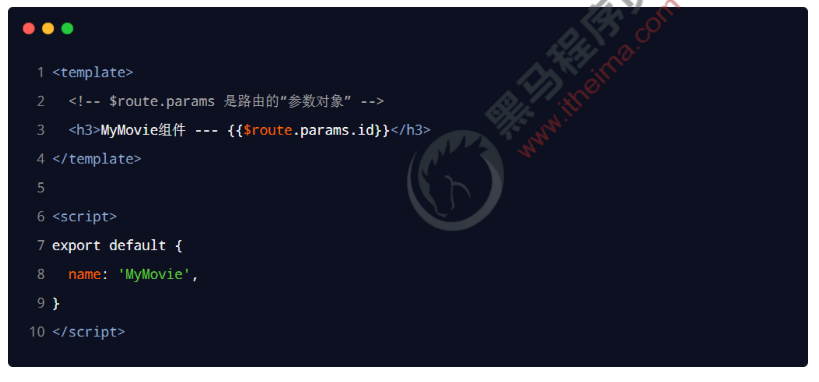 1 <template>
2 <!-- $route.params 是路由的“参数对象” -->
3 <h3>MyMovie组件 --- {{$route.params.id}}</h3>
4 </template>
5
6 <script>
7 export default {
8 name: 'MyMovie',
9 }
10 </script>
黑马程序
www.itheima.com